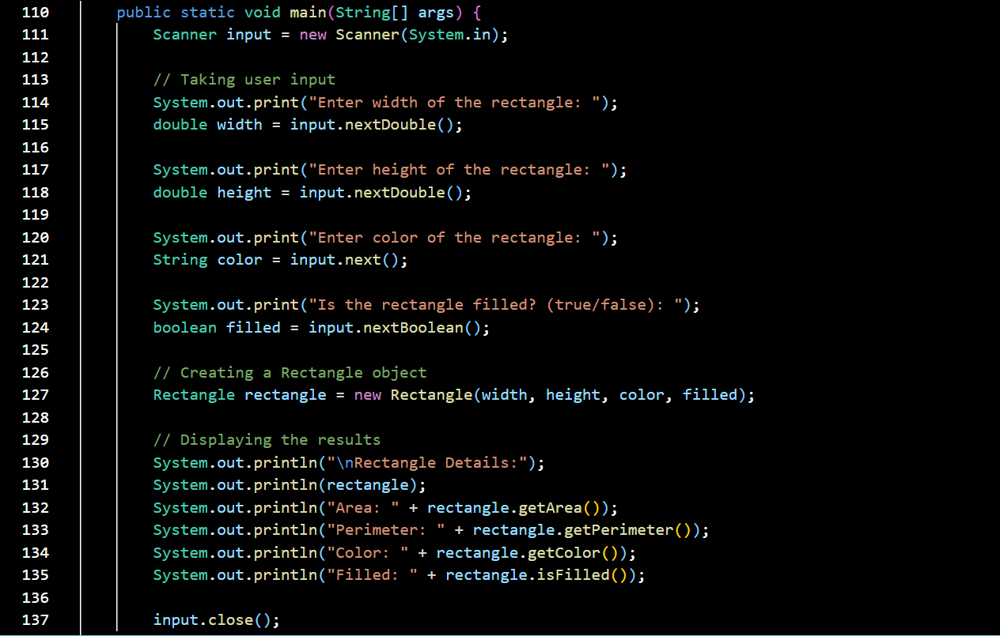 110 public static void main(String[] args) {
111 Scanner input = new Scanner(System.in);
112
113 // Taking user input
114 System.out.print("Enter width of the rectangle: ");
115 double width = input.nextDouble();
116
117 System.out.print("Enter height of the rectangle: ");
118 double height = input.nextDouble();
119
120 System.out.print("Enter color of the rectangle: ");
121 String color = input.next();
122
123 System.out.print("Is the rectangle filled? (true/false): ");
124 boolean filled = input.nextBoolean();
125
126 // Creating a Rectangle object
127 Rectangle rectangle = new Rectangle(width, height, color, filled);
128
129 // Displaying the results
130 System.out.println("\nRectangle Details:");
131 System.out.println(rectangle);
132 System.out.println("Area: " + rectangle.getArea());
133 System.out.println("Perimeter: " + rectangle.getPerimeter());
134 System.out.println("Color: " + rectangle.getColor());
135 System.out.println("Filled: " + rectangle.isFilled());
136
137 input.close();